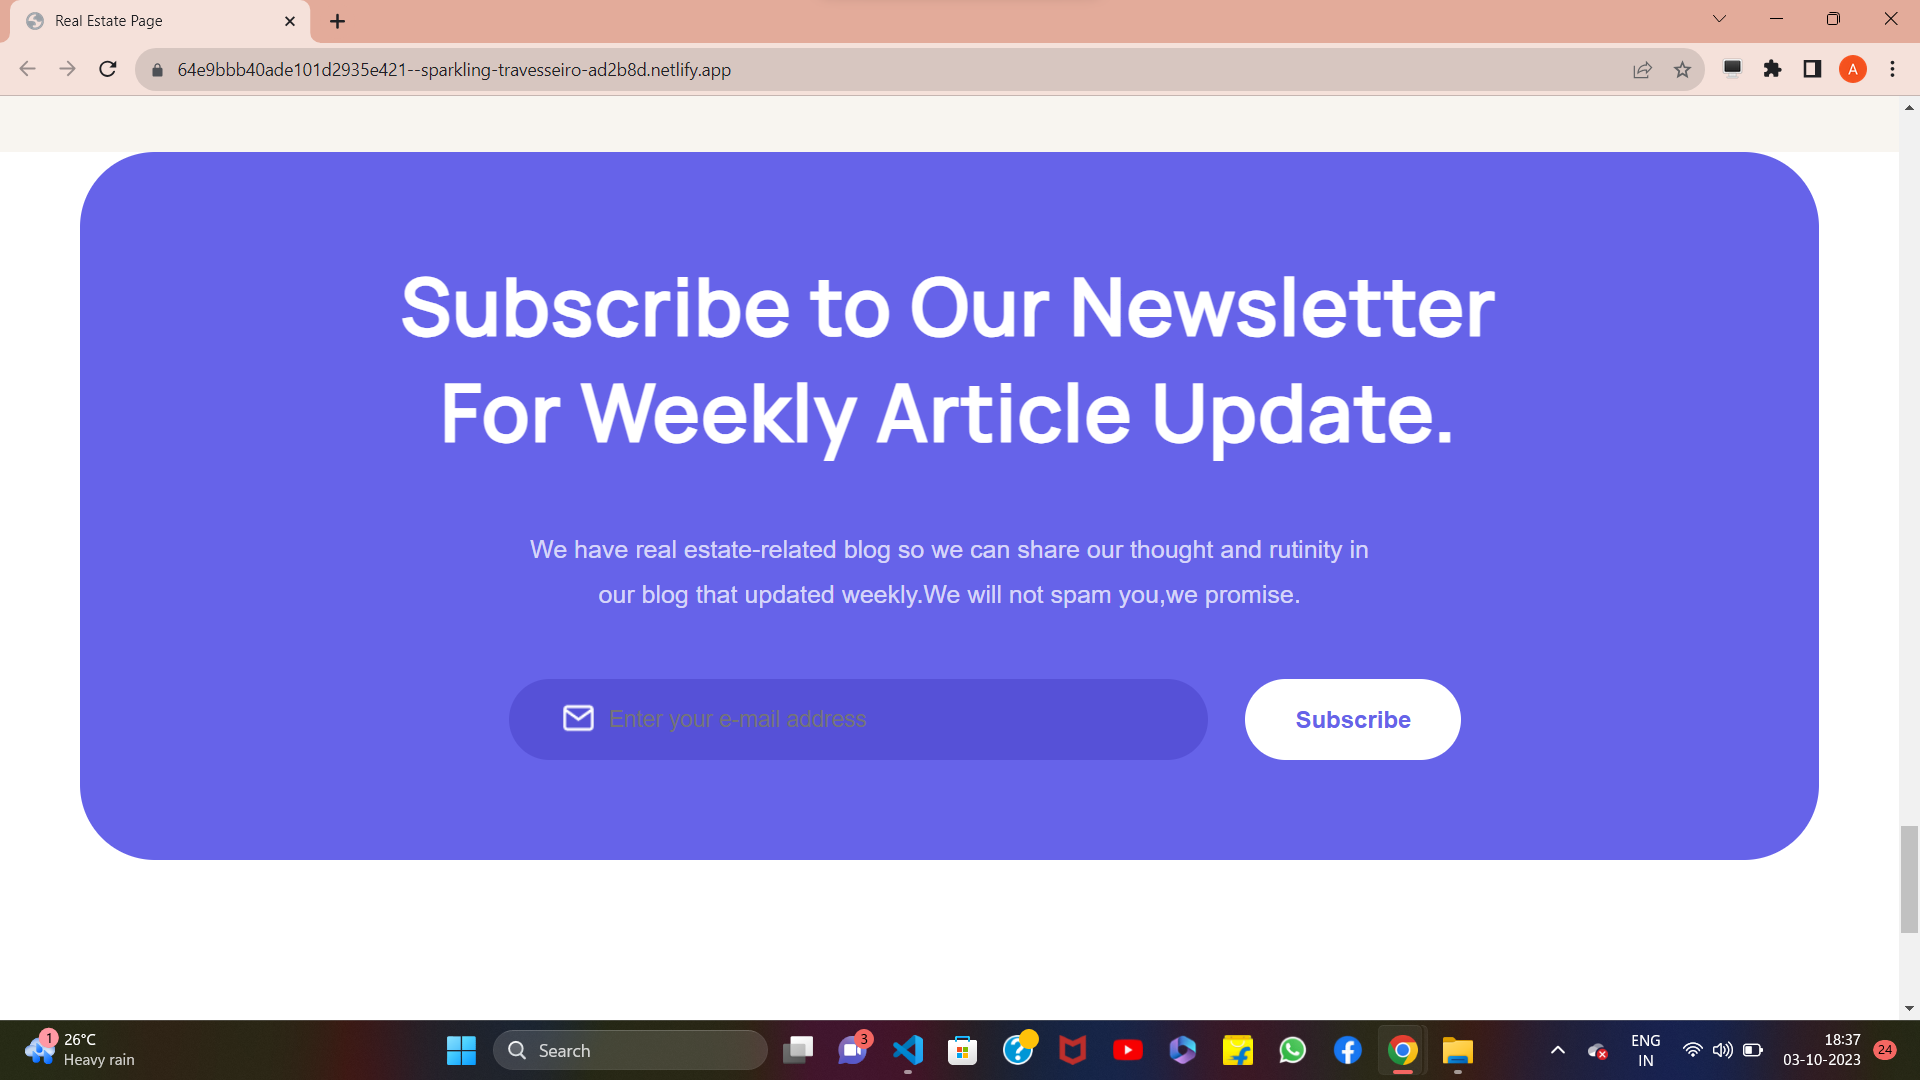 Real Estate Page
64e9bbb40ade101d2935e421--sparkling-travesseiro-ad2b8d.netlify.app
A
Subscribe to Our Newsletter
For Weekly Article Update.
We have real estate-related blog so we can share our thought and rutinity in
our blog that updated weekly.We will not spam you,we promise.
Enter your e-mail address
Subscribe
1
26°C
Heavy rain
Search
3
ENG
IN
18:37
03-10-2023
24